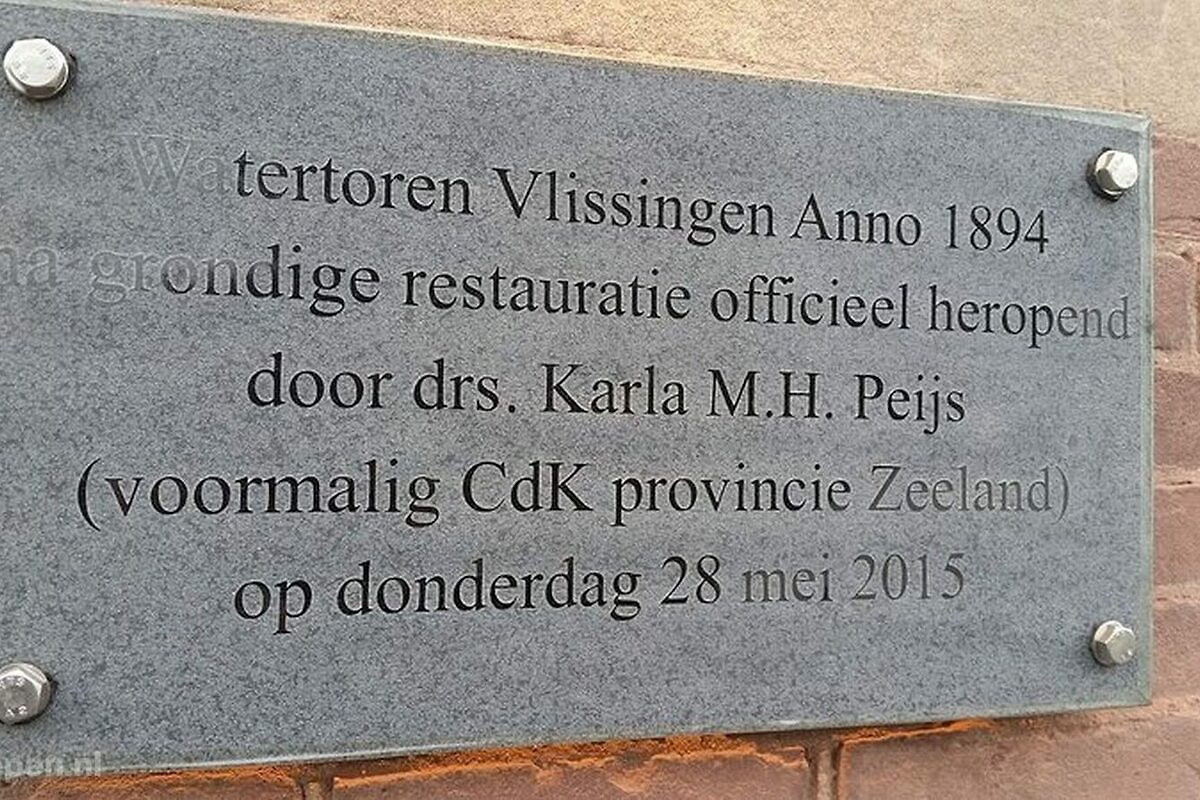 Watertoren Vlissingen Anno 1894
na grondige restauratie officieel heropend
door drs. Karla M.H. Peijs
(voormalig CdK provincie Zeeland)
op donderdag 28 mei 2015